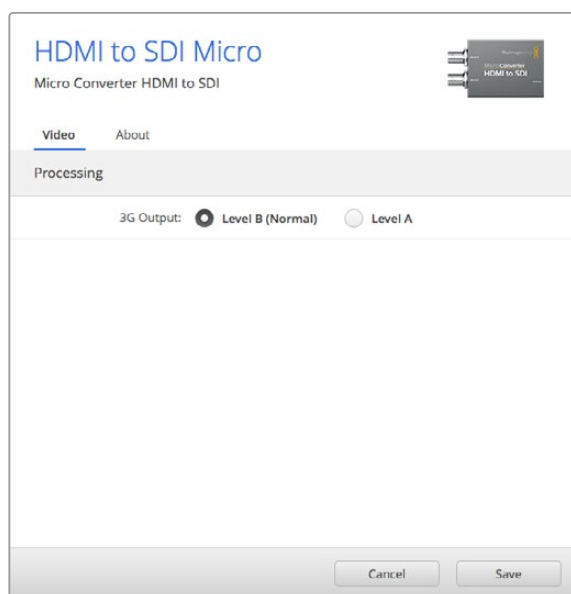 HDMI to SDI Micro
Micro Converter HDMI to SDI
MicroConverter
HDMI to SDI
Video About
Processing
3G Output: Level B (Normal) Level A
Cancel Save